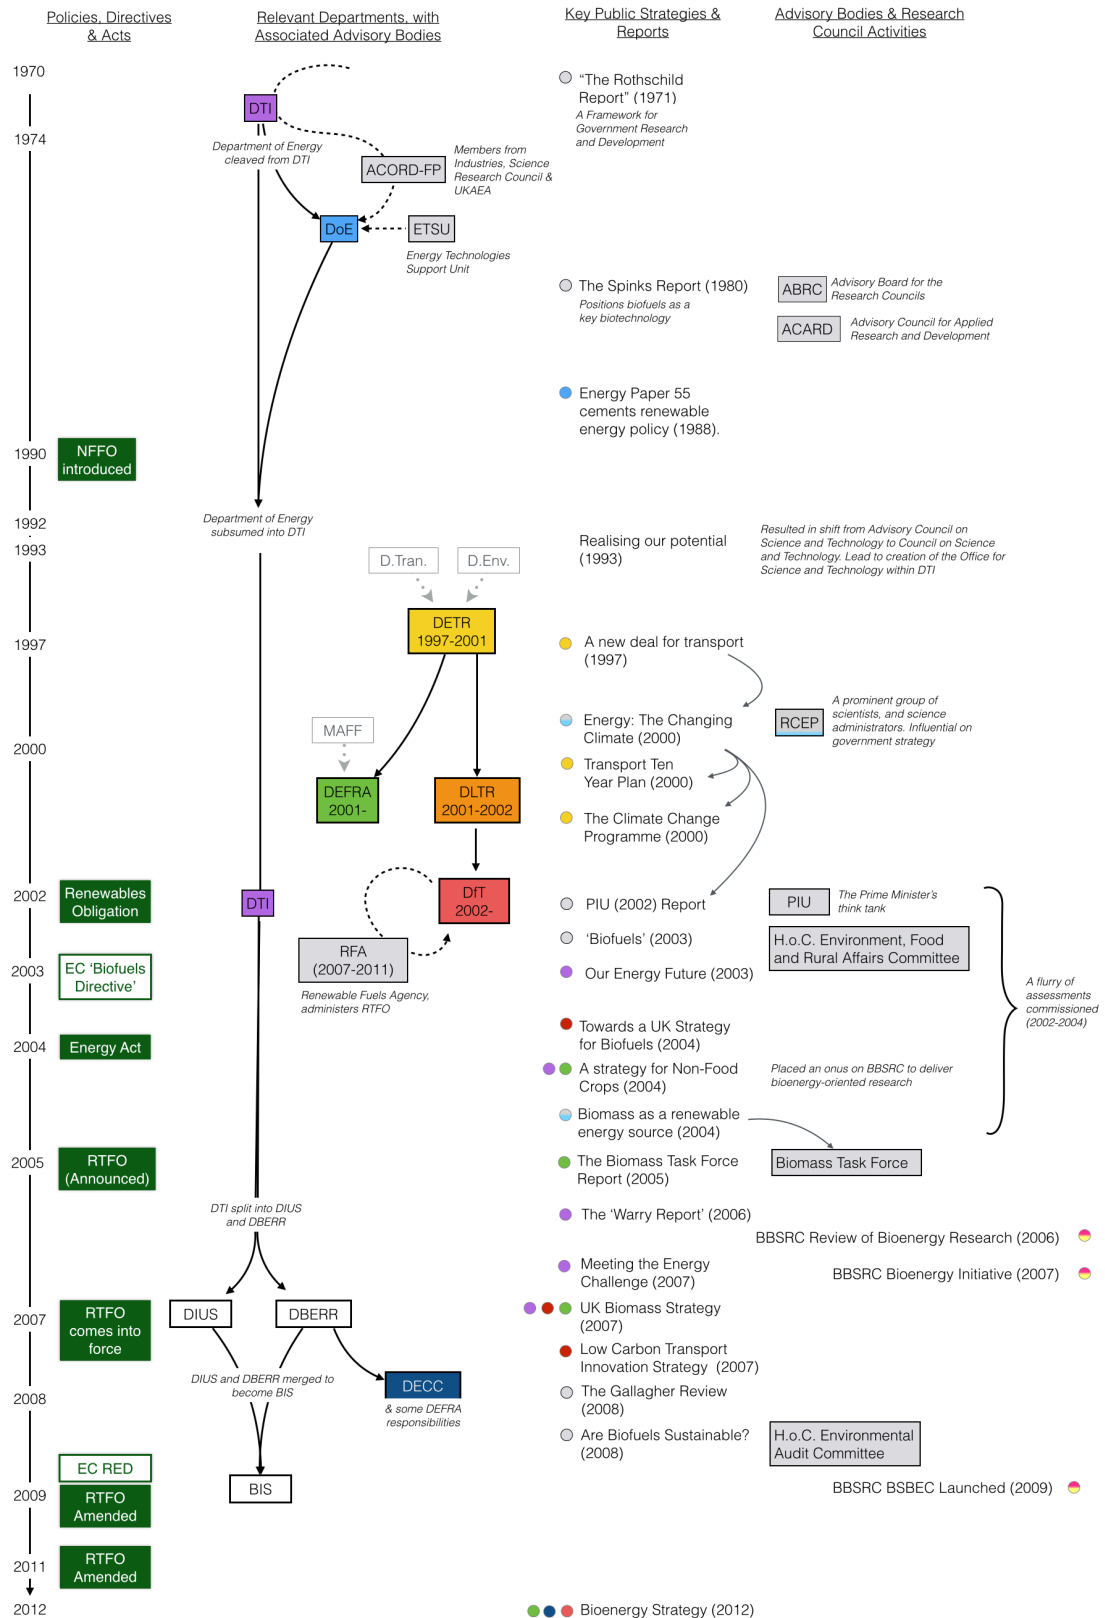 Policies, Directives
& Acts
Relevant Departments, with
Associated Advisory Bodies
Key Public Strategies &
Reports
Advisory Bodies & Research
Council Activities
1970
"The Rothschild
Report" (1971)
A Framework for
Government Research
and Development
DTI
1974
Department of Energy
cleaved from DTI
ACORD-FP
Members from
Industries, Science
Research Council &
UKAEA
DoE
ETSU
Energy Technologies
Support Unit
The Spinks Report (1980)
Positions biofuels as a
key biotechnology
ABRC
Advisory Board for the
Research Councils
ACARD
Advisory Council for Applied
Research and Development
Energy Paper 55
cements renewable
energy policy (1988).
1990
NFFO
introduced
1992
Department of Energy
subsumed into DTI
1993
Realising our potential
(1993)
Resulted in shift from Advisory Council on
Science and Technology to Council on Science
and Technology. Lead to creation of the Office for
Science and Technology within DTI
D.Tran.
D.Env.
DETR
1997-2001
1997
A new deal for transport
(1997)
MAFF
Energy: The Changing
Climate (2000)
RCEP
A prominent group of
scientists, and science
administrators. Influential on
government strategy
2000
Transport Ten
Year Plan (2000)
DEFRA
2001-
DLTR
2001-2002
The Climate Change
Programme (2000)
2002
Renewables
Obligation
DTI
DfT
2002-
PIU (2002) Report
PIU
The Prime Minister's
think tank
RFA
(2007-2011)
Renewable Fuels Agency,
administers RTFO
'Biofuels' (2003)
H.o.C. Environment, Food
and Rural Affairs Committee
2003
EC 'Biofuels
Directive'
Our Energy Future (2003)
A flurry of
assessments
commissioned
(2002-2004)
Towards a UK Strategy
for Biofuels (2004)
2004
Energy Act
A strategy for Non-Food
Crops (2004)
Placed an onus on BBSRC to deliver
bioenergy-oriented research
Biomass as a renewable
energy source (2004)
2005
RTFO
(Announced)
The Biomass Task Force
Report (2005)
Biomass Task Force
DTI split into DIUS
and DBERR
The 'Warry Report' (2006)
BBSRC Review of Bioenergy Research (2006)
Meeting the Energy
Challenge (2007)
BBSRC Bioenergy Initiative (2007)
2007
RTFO
comes into
force
DIUS
DBERR
UK Biomass Strategy
(2007)
Low Carbon Transport
Innovation Strategy (2007)
DIUS and DBERR merged to
become BIS
DECC
& some DEFRA
responsibilities
2008
The Gallagher Review
(2008)
Are Biofuels Sustainable?
(2008)
H.o.C. Environmental
Audit Committee
EC RED
2009
RTFO
Amended
BIS
BBSRC BSBEC Launched (2009)
2011
RTFO
Amended
2012
Bioenergy Strategy (2012)